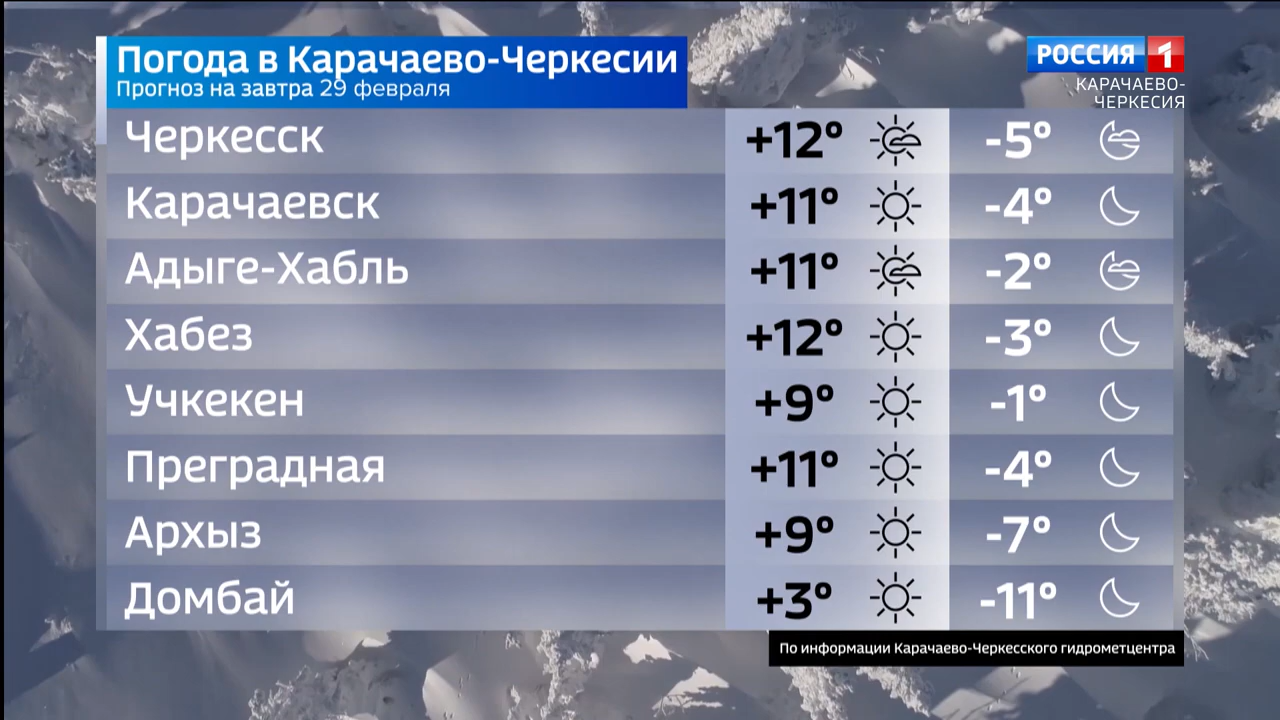 Погода в Карачаево-Черкесии
Прогноз на завтра 29 февраля
РОССИЯ 1
КАРАЧАЕВО-
ЧЕРКЕСИЯ
Черкесск +12° -5°
Карачаевск +11° -4°
Адыге-Хабль +11° -2°
Хабез +12° -3°
Учкекен +9° -1°
Преградная +11° -4°
Архыз +9° -7°
Домбай +3° -11°
По информации Карачаево-Черкесского гидрометцентра